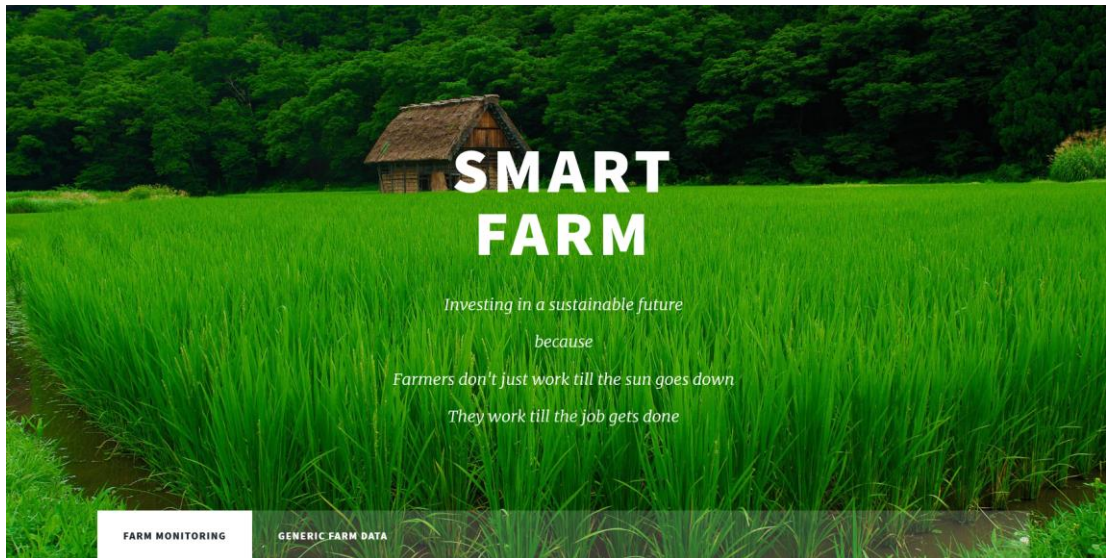 SMART
FARM
Investing in a sustainable future
because
Farmers don't just work till the sun goes down
They work till the job gets done
FARM MONITORING
GENERIC FARM DATA